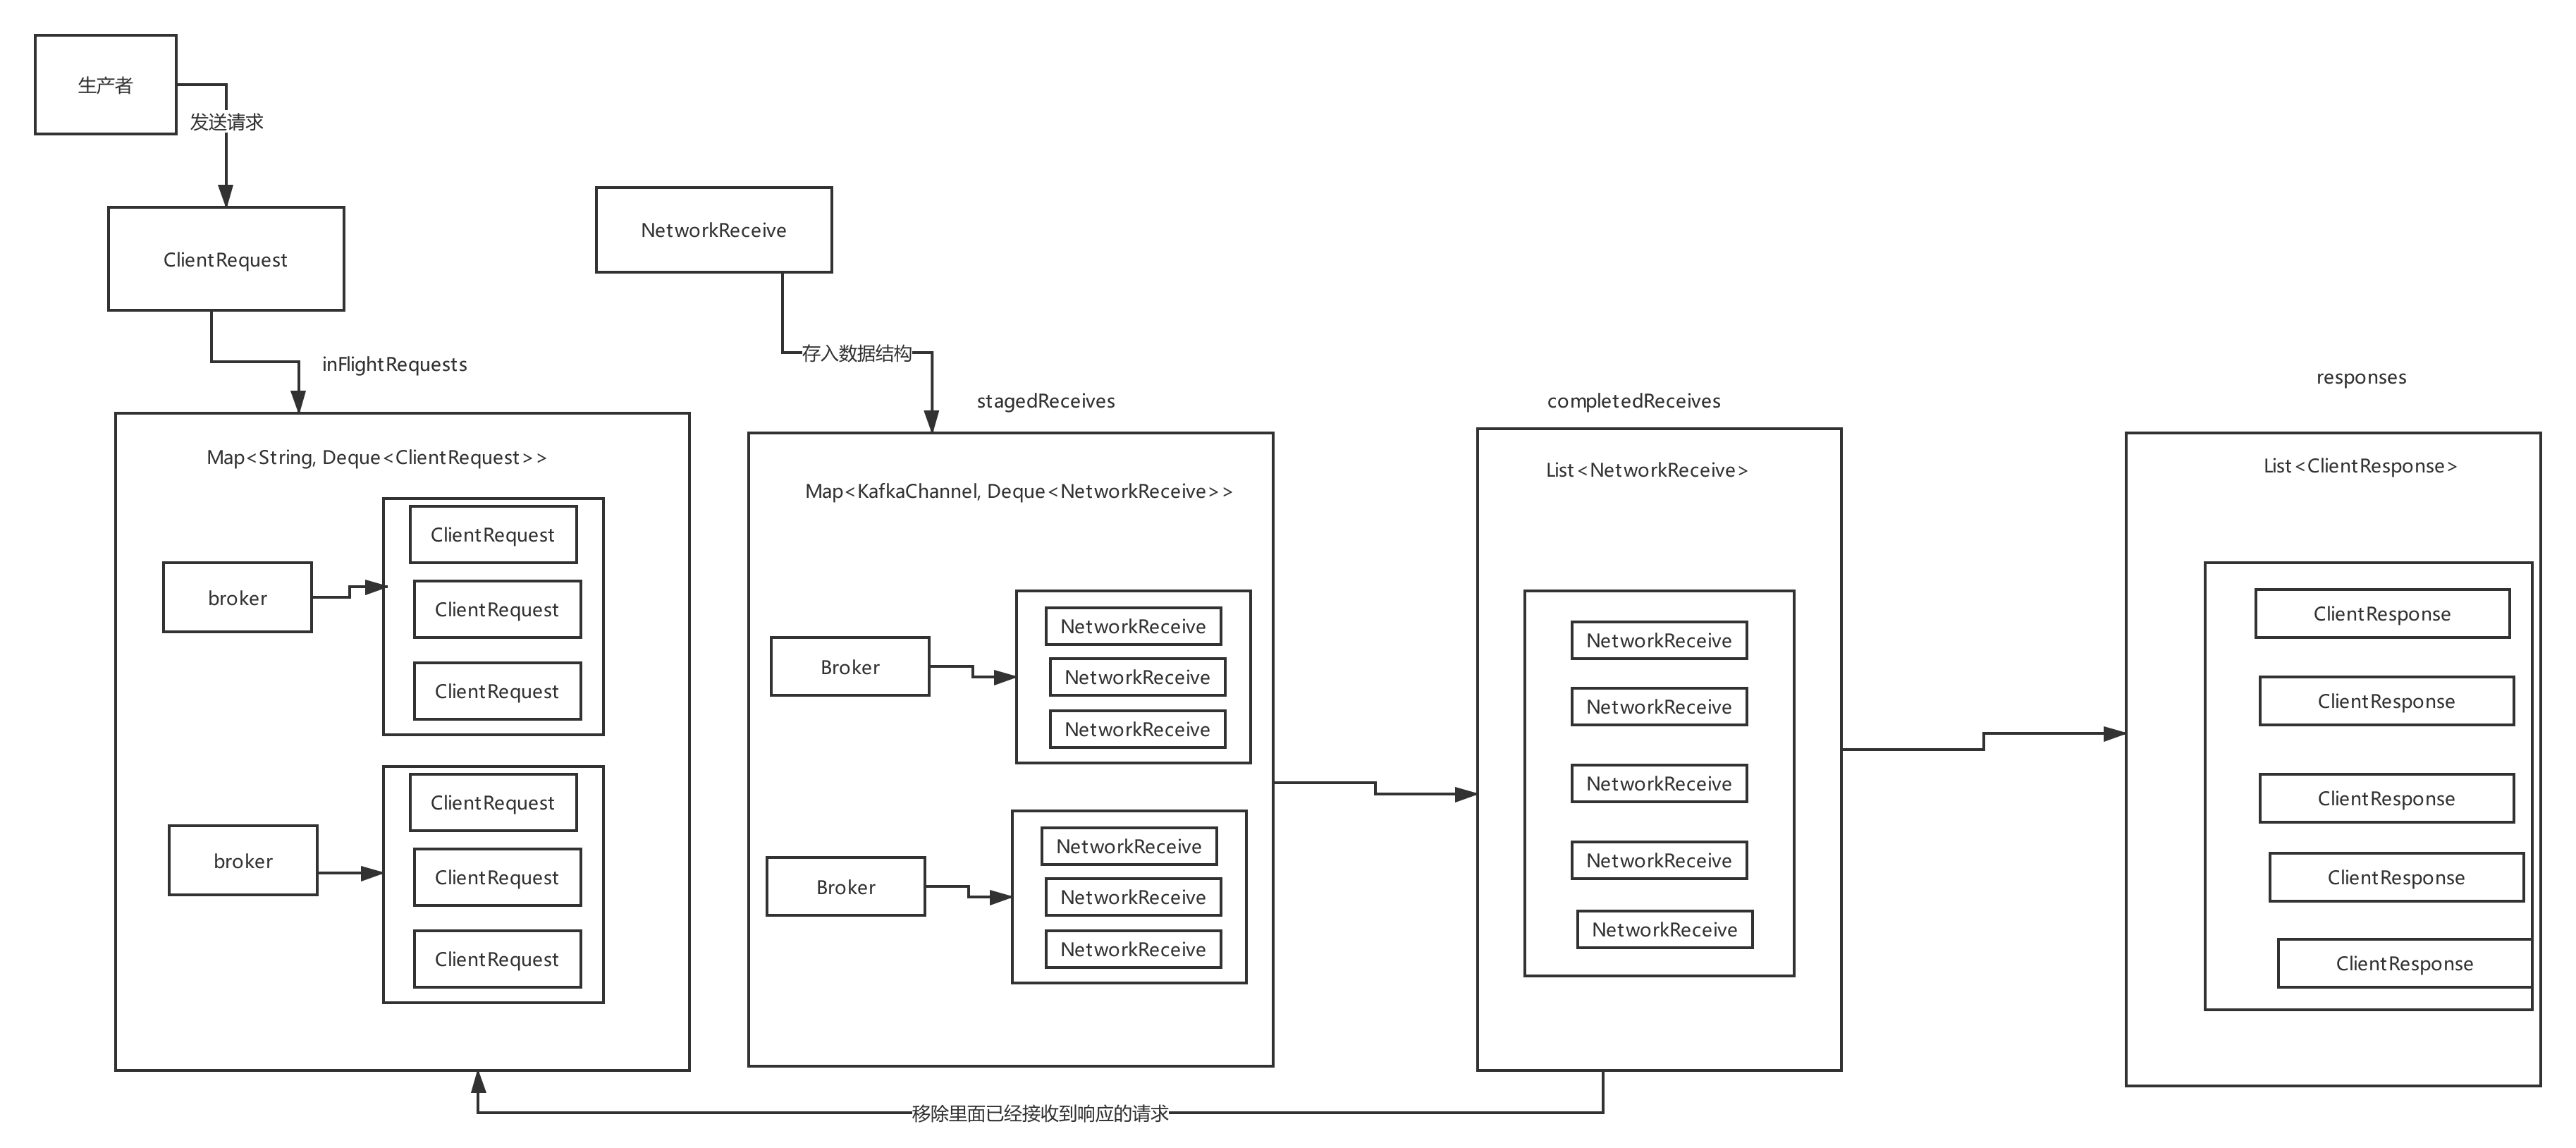 生产者
发送请求
ClientRequest
inFlightRequests
Map<String, Deque<ClientRequest>>
broker
ClientRequest
ClientRequest
ClientRequest
broker
ClientRequest
ClientRequest
ClientRequest
NetworkReceive
存入数据结构
stagedReceives
Map<KafkaChannel, Deque<NetworkReceive>>
Broker
NetworkReceive
NetworkReceive
NetworkReceive
Broker
NetworkReceive
NetworkReceive
NetworkReceive
completedReceives
List<NetworkReceive>
NetworkReceive
NetworkReceive
NetworkReceive
NetworkReceive
NetworkReceive
responses
List<ClientResponse>
ClientResponse
ClientResponse
ClientResponse
ClientResponse
ClientResponse
移除里面已经接收到响应的请求